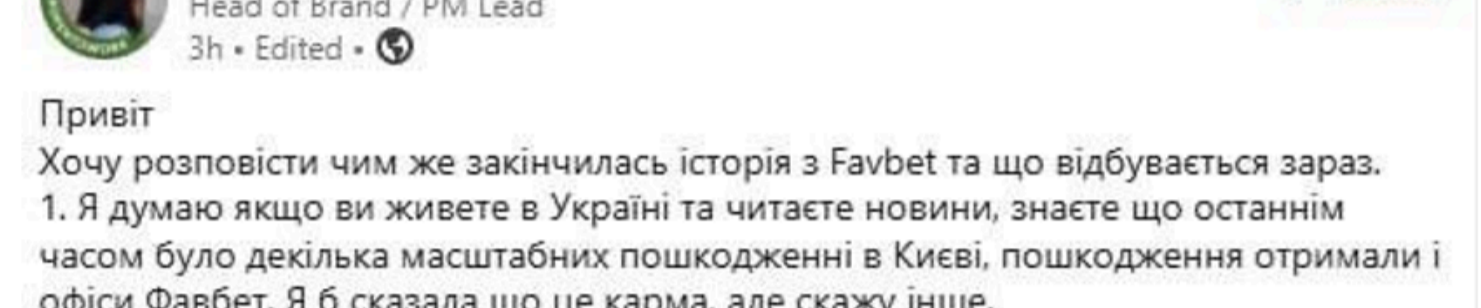 Head of Brand / PM Lead
3h • Edited •
Привіт
Хочу розповісти чим же закінчилась історія з Favbet та що відбувається зараз.
1. Я думаю якщо ви живете в Україні та читаєте новини, знаєте що останнім
часом було декілька масштабних пошкодженні в Києві, пошкодження отримали і
офіси Фавбет. Я б сказала що це карма, але скажу інше.